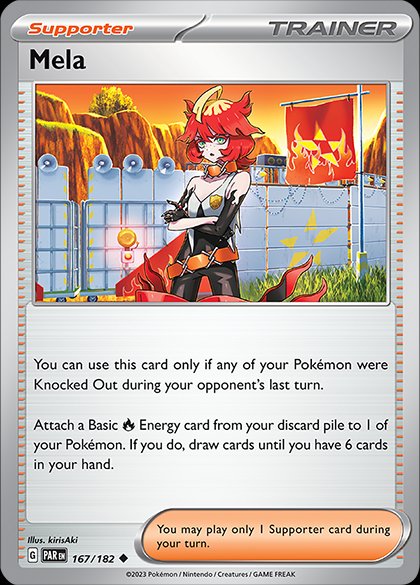 Supporter
TRAINER
Mela
You can use this card only if any of your Pokémon were
Knocked Out during your opponent's last turn.
Attach a Basic Energy card from your discard pile to 1 of
your Pokémon. If you do, draw cards until you have 6 cards
in your hand.
Illus. kirisAki
You may play only 1 Supporter card during
your turn.
G PAR EN 167/182
©2023 Pokémon / Nintendo / Creatures / GAME FREAK